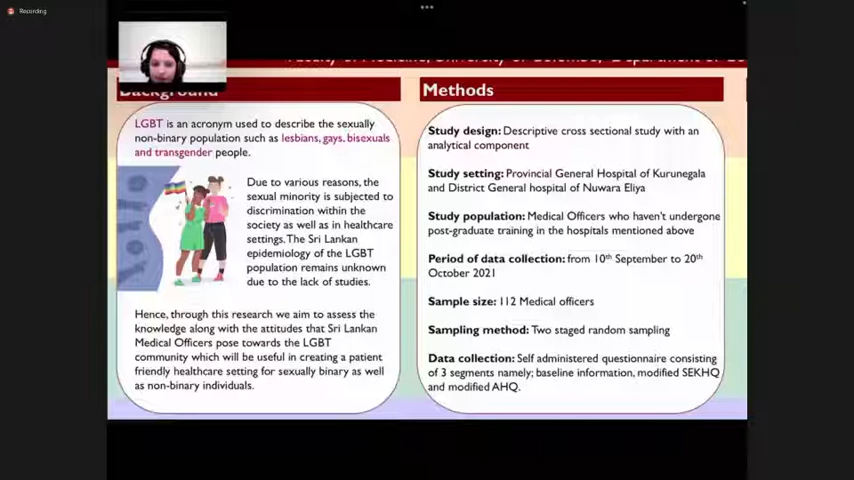 Recording
Faculty of Medicine, University of Colombo, Department of
Background
LGBT is an acronym used to describe the sexually
non-binary population such as lesbians, gays, bisexuals
and transgender people.
Due to various reasons, the
sexual minority is subjected to
discrimination within the
society as well as in healthcare
settings. The Sri Lankan
epidemiology of the LGBT
population remains unknown
due to the lack of studies.
Hence, through this research we aim to assess the
knowledge along with the attitudes that Sri Lankan
Medical Officers pose towards the LGBT
community which will be useful in creating a patient
friendly healthcare setting for sexually binary as well
as non-binary individuals.
Methods
Study design: Descriptive cross sectional study with an
analytical component
Study setting: Provincial General Hospital of Kurunegala
and District General hospital of Nuwara Eliya
Study population: Medical Officers who haven't undergone
post-graduate training in the hospitals mentioned above
Period of data collection: from 10th September to 20th
October 2021
Sample size: 112 Medical officers
Sampling method: Two staged random sampling
Data collection: Self administered questionnaire consisting
of 3 segments namely; baseline information, modified SEKHQ
and modified AHQ.